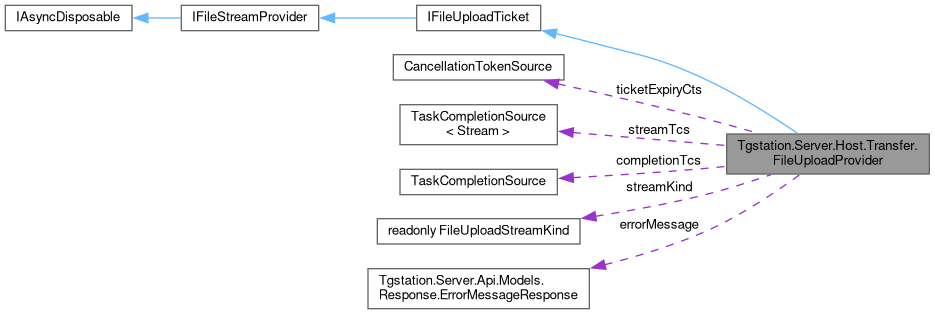 IAsyncDisposable
IFileStreamProvider
IFileUploadTicket
CancellationTokenSource
ticketExpiryCts
TaskCompletionSource
< Stream >
streamTcs
Tgstation.Server.Host.Transfer.
FileUploadProvider
completionTcs
TaskCompletionSource
streamKind
readonly FileUploadStreamKind
errorMessage
Tgstation.Server.Api.Models.
Response.ErrorMessageResponse